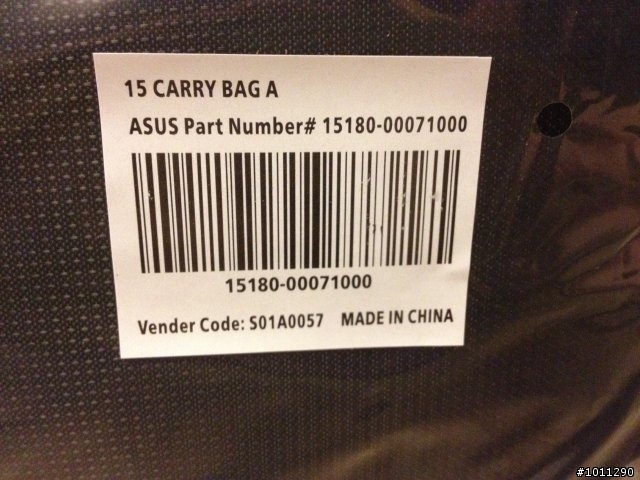 15 CARRY BAG A
ASUS Part Number# 15180-00071000
15180-00071000
Vender Code: S01A0057 MADE IN CHINA
#1011290